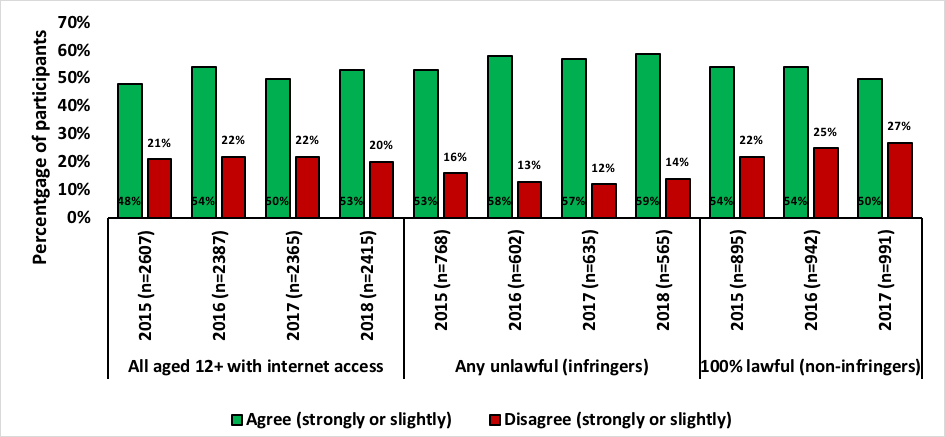 Percentgage of participants
70%
60%
50%
40%
30%
20%
10%
0%
48% 21% 54% 22% 50% 22% 53% 20% 53% 16% 58% 13% 57% 12% 59% 14% 54% 22% 54% 25% 50% 27%
2015 (n=2607)
2016 (n=2387)
2017 (n=2365)
2018 (n=2415)
2015 (n=768)
2016 (n=602)
2017 (n=635)
2018 (n=565)
2015 (n=895)
2016 (n=942)
2017 (n=991)
All aged 12+ with internet access
Any unlawful (infringers)
100% lawful (non-infringers)
Agree (strongly or slightly)
Disagree (strongly or slightly)